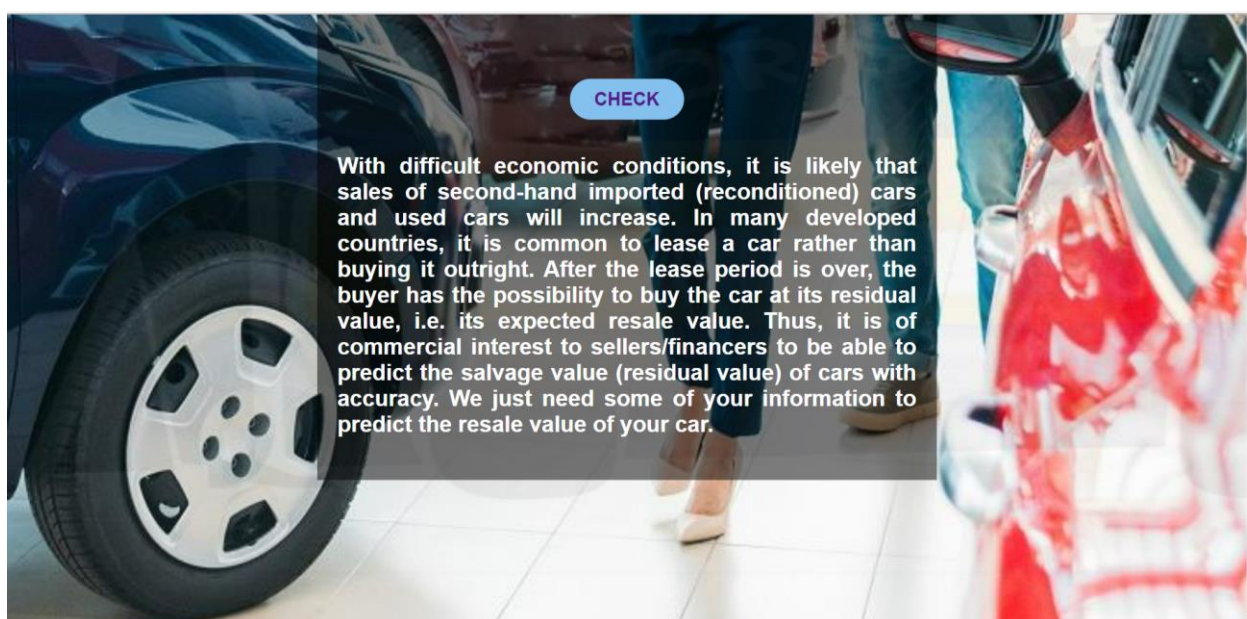 CHECK
With difficult economic conditions, it is likely that
sales of second-hand imported (reconditioned) cars
and used cars will increase. In many developed
countries, it is common to lease a car rather than
buying it outright. After the lease period is over, the
buyer has the possibility to buy the car at its residual
value, i.e. its expected resale value. Thus, it is of
commercial interest to sellers/financers to be able to
predict the salvage value (residual value) of cars with
accuracy. We just need some of your information to
predict the resale value of your car.